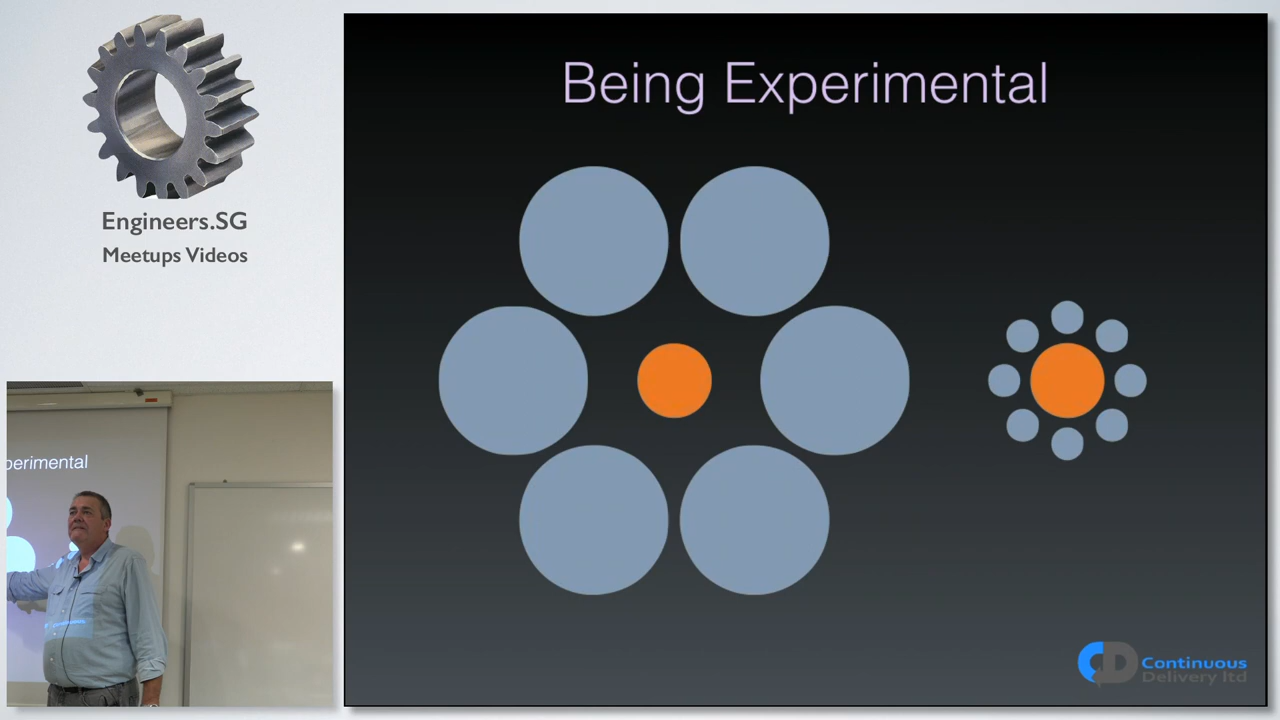 Engineers.SG
Meetups Videos
Being Experimental
perimental
Continuous
Delivery ltd